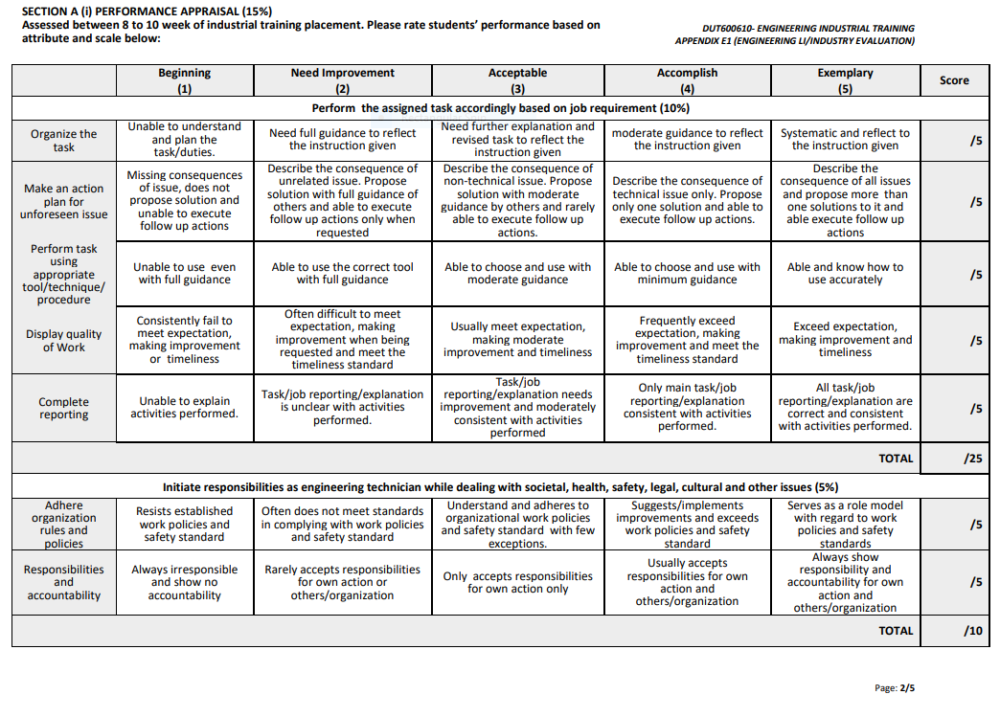 SECTION A (i) PERFORMANCE APPRAISAL (15%)
Assessed between 8 to 10 week of industrial training placement. Please rate students' performance based on
attribute and scale below:
DUT600610- ENGINEERING INDUSTRIAL TRAINING
APPENDIX E1 (ENGINEERING LI/INDUSTRY EVALUATION)
Beginning
(1)
Need Improvement
(2)
Acceptable
(3)
Accomplish
(4)
Exemplary
(5)
Score
Perform the assigned task accordingly based on job requirement (10%)
Organize the
task
Unable to understand
and plan the
task/duties.
Need full guidance to reflect
the instruction given
Need further explanation and
revised task to reflect the
instruction given
moderate guidance to reflect
the instruction given
Systematic and reflect to
the instruction given
/5
Make an action
plan for
unforeseen issue
Missing consequences
of issue, does not
propose solution and
unable to execute
follow up actions
Describe the consequence of
unrelated issue. Propose
solution with full guidance of
others and able to execute
follow up actions only when
requested
Describe the consequence of
non-technical issue. Propose
solution with moderate
guidance by others and rarely
able to execute follow up
actions.
Describe the consequence of
technical issue only. Propose
only one solution and able to
execute follow up actions.
Describe the
consequence of all issues
and propose more than
one solutions to it and
able execute follow up
actions
/5
Perform task
using
appropriate
tool/technique/
procedure
Unable to use even
with full guidance
Able to use the correct tool
with full guidance
Able to choose and use with
moderate guidance
Able to choose and use with
minimum guidance
Able and know how to
use accurately
/5
Display quality
of Work
Consistently fail to
meet expectation,
making improvement
or timeliness
Often difficult to meet
expectation, making
improvement when being
requested and meet the
timeliness standard
Usually meet expectation,
making moderate
improvement and timeliness
Frequently exceed
expectation, making
improvement and meet the
timeliness standard
Exceed expectation,
making improvement and
timeliness
/5
Complete
reporting
Unable to explain
activities performed.
Task/job reporting/explanation
is unclear with activities
performed.
Task/job
reporting/explanation needs
improvement and moderately
consistent with activities
performed
Only main task/job
reporting/explanation
consistent with activities
performed.
All task/job
reporting/explanation are
correct and consistent
with activities performed.
/5
TOTAL
/25
Initiate responsibilities as engineering technician while dealing with societal, health, safety, legal, cultural and other issues (5%)
Adhere
organization
rules and
policies
Resists established
work policies and
safety standard
Often does not meet standards
in complying with work policies
and safety standard
Understand and adheres to
organizational work policies
and safety standard with few
exceptions.
Suggests/implements
improvements and exceeds
work policies and safety
standard
Serves as a role model
with regard to work
policies and safety
standards
/5
Responsibilities
and
accountability
Always irresponsible
and show no
accountability
Rarely accepts responsibilities
for own action or
others/organization
Only accepts responsibilities
for own action only
Usually accepts
responsibilities for own
action and
others/organization
Always show
responsibility and
accountability for own
action and
others/organization
/5
TOTAL
/10
Page: 2/5